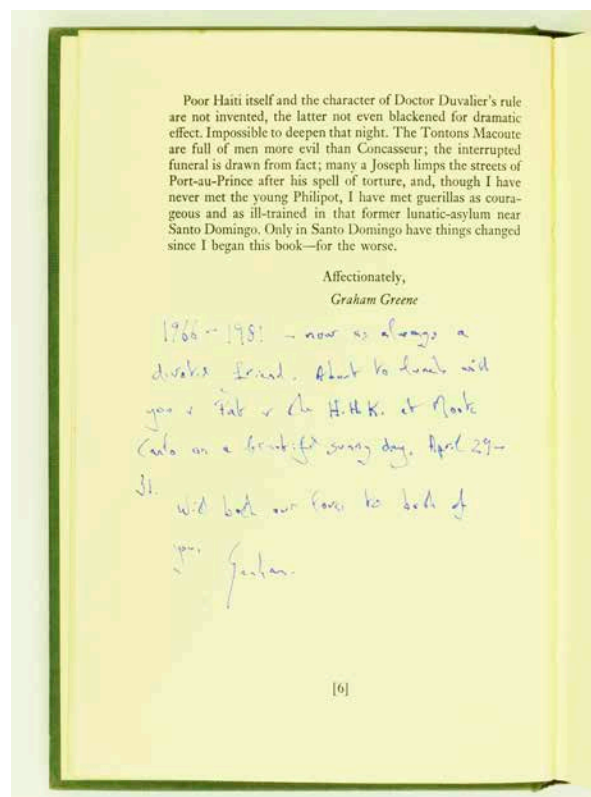 Poor Haiti itself and the character of Doctor Duvalier's rule
are not invented, the latter not even blackened for dramatic
effect. Impossible to deepen that night. The Tontons Macoute
are full of men more evil than Concasseur; the interrupted
funeral is drawn from fact; many a Joseph limps the streets of
Port-au-Prince after his spell of torture, and, though I have
never met the young Philipot, I have met guerillas as coura-
geous and as ill-trained in that former lunatic-asylum near
Santo Domingo. Only in Santo Domingo have things changed
since I began this book—for the worse.
Affectionately,
Graham Greene
1966 - 1981 - now as always a
devoted friend. About to lunch with
you & Pat & the H.H.K. at Monte
Carlo on a beautiful sunny day. April 29-
81.
With both our loves to both of
you,
Graham.
[6]